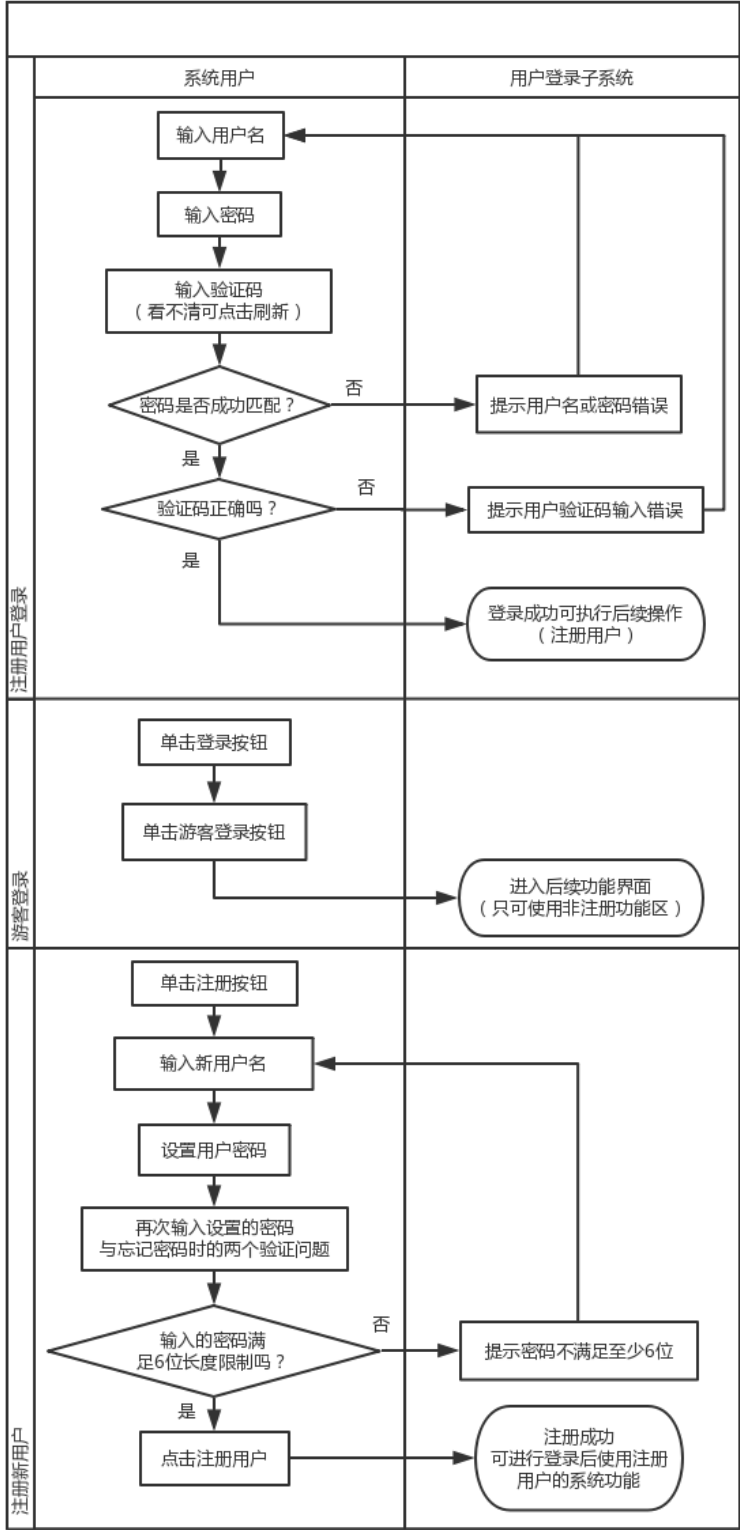 系统用户
用户登录子系统
注册用户登录
输入用户名
输入密码
输入验证码
（看不清可点击刷新）
密码是否成功匹配？
否
提示用户名或密码错误
是
验证码正确吗？
否
提示用户验证码输入错误
是
登录成功可执行后续操作
（注册用户）
游客登录
单击登录按钮
单击游客登录按钮
进入后续功能界面
（只可使用非注册功能区）
注册新用户
单击注册按钮
输入新用户名
设置用户密码
再次输入设置的密码
与忘记密码时的两个验证问题
输入的密码满
足6位长度限制吗？
否
提示密码不满足至少6位
是
点击注册用户
注册成功
可进行登录后使用注册
用户的系统功能